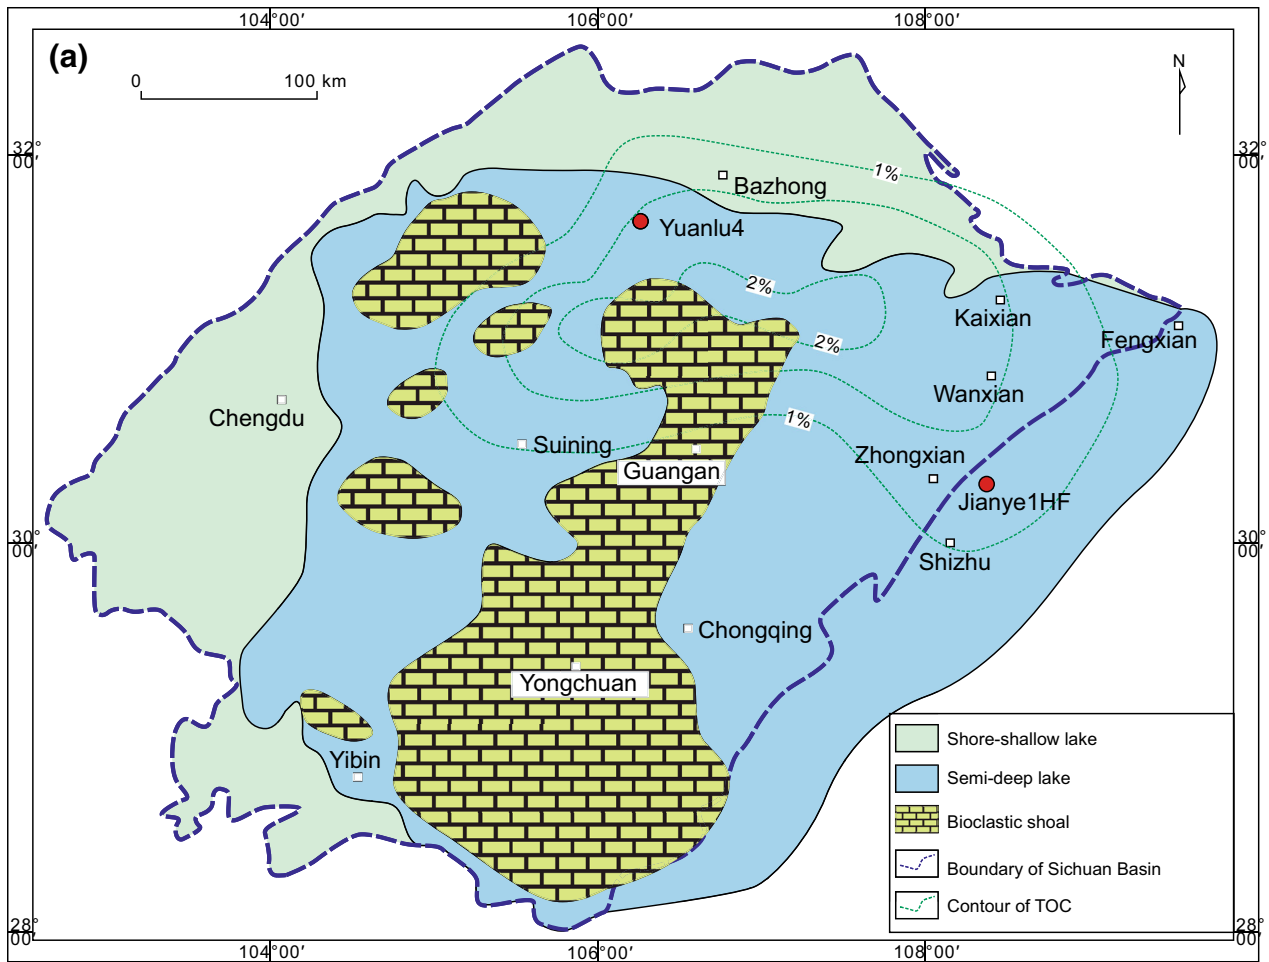 104°00′ 106°00′ 108°00′
(a)
0 100 km
N
32°
00′
32°
00′
1%
Bazhong
Yuanlu4
2%
Kaixian
Fengxian
2%
Wanxian
Chengdu
1%
Suining
Zhongxian
Guangan
Jianye1HF
30°
00′
30°
00′
Shizhu
Chongqing
Yongchuan
Yibin
Shore-shallow lake
Semi-deep lake
Bioclastic shoal
Boundary of Sichuan Basin
Contour of TOC
28°
00′
28°
00′
104°00′ 106°00′ 108°00′